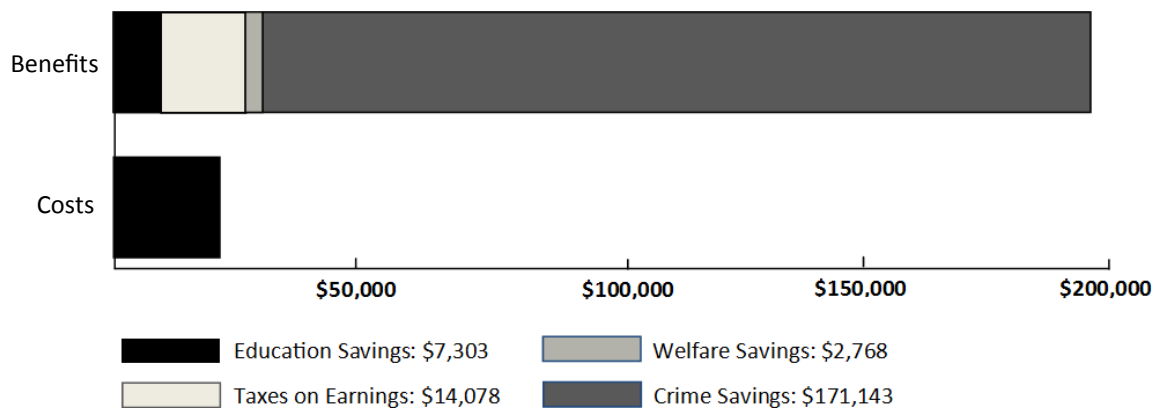 Benefits
Costs
$50,000 $100,000 $150,000 $200,000
Education Savings: $7,303 Welfare Savings: $2,768
Taxes on Earnings: $14,078 Crime Savings: $171,143